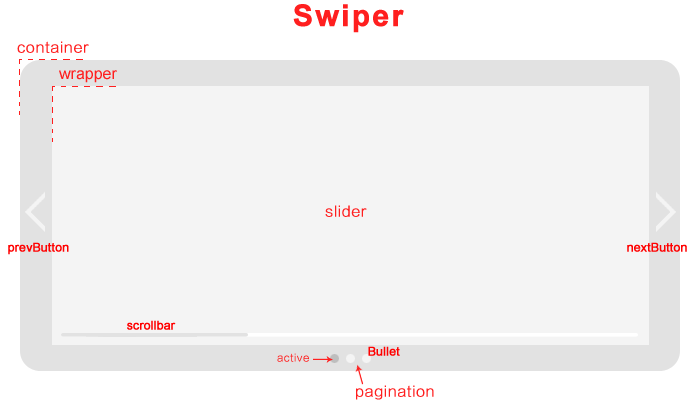 Swiper
container
wrapper
slider
prevButton
nextButton
scrollbar
active
Bullet
pagination